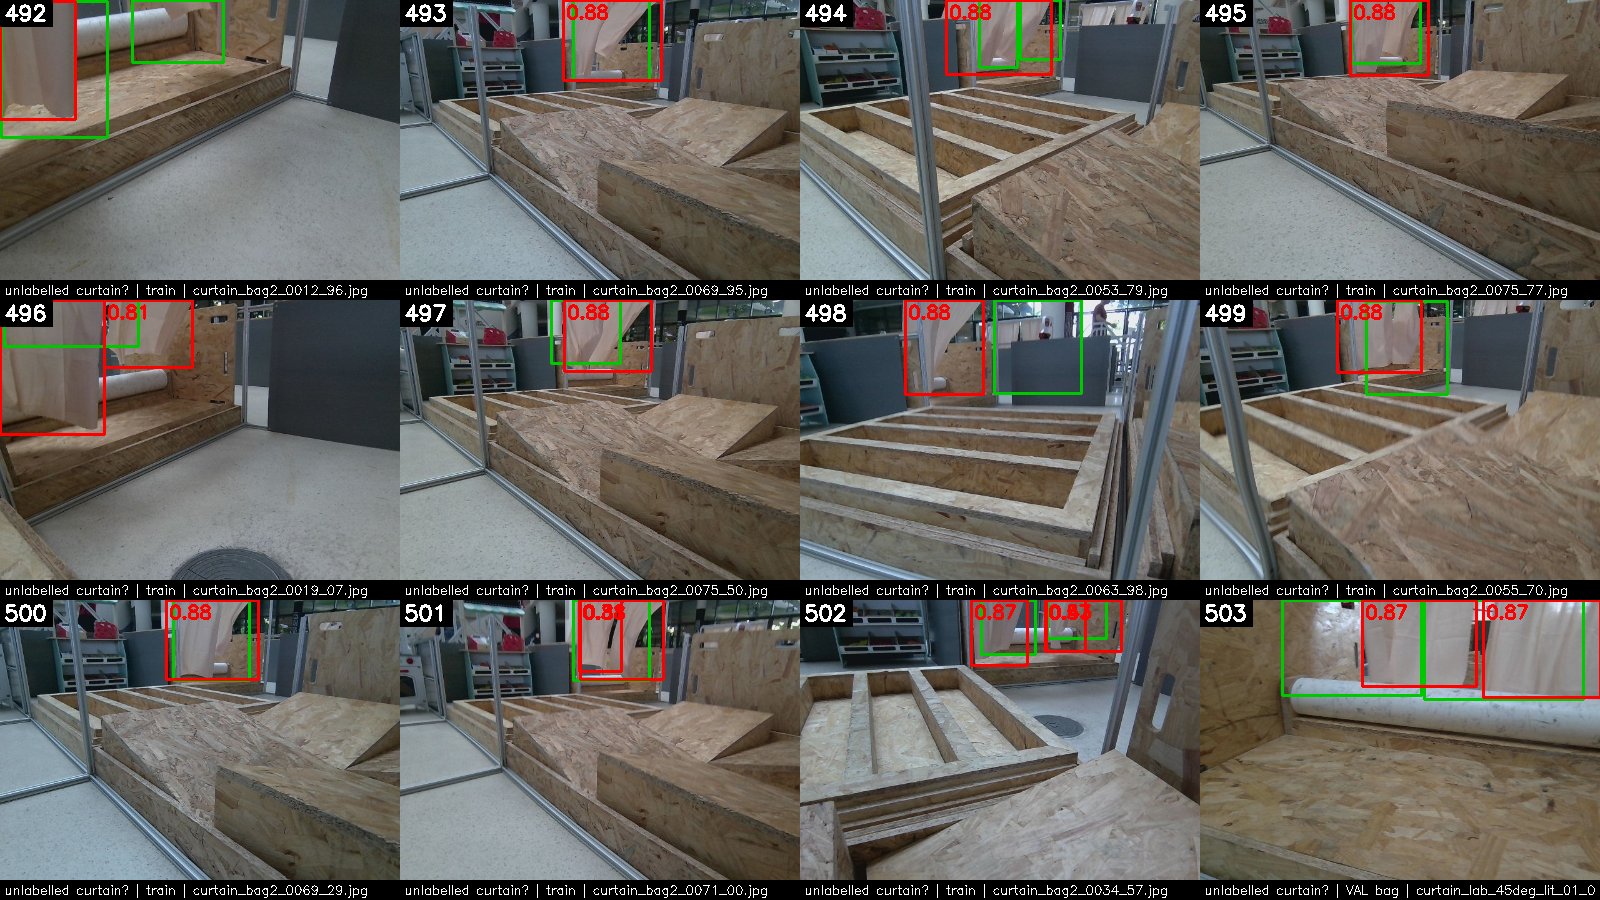 492
493
0.88
494
0.88
495
0.88
unlabelled curtain? | train | curtain_bag2_0012_96.jpg
unlabelled curtain? | train | curtain_bag2_0069_95.jpg
unlabelled curtain? | train | curtain_bag2_0053_79.jpg
unlabelled curtain? | train | curtain_bag2_0075_77.jpg
496
0.81
497
0.88
498
0.88
499
0.88
unlabelled curtain? | train | curtain_bag2_0019_07.jpg
unlabelled curtain? | train | curtain_bag2_0075_50.jpg
unlabelled curtain? | train | curtain_bag2_0063_98.jpg
unlabelled curtain? | train | curtain_bag2_0055_70.jpg
500
0.88
501
502
0.87
503
0.87
0.87
unlabelled curtain? | train | curtain_bag2_0069_29.jpg
unlabelled curtain? | train | curtain_bag2_0071_00.jpg
unlabelled curtain? | train | curtain_bag2_0034_57.jpg
unlabelled curtain? | VAL bag | curtain_lab_45deg_lit_01_0